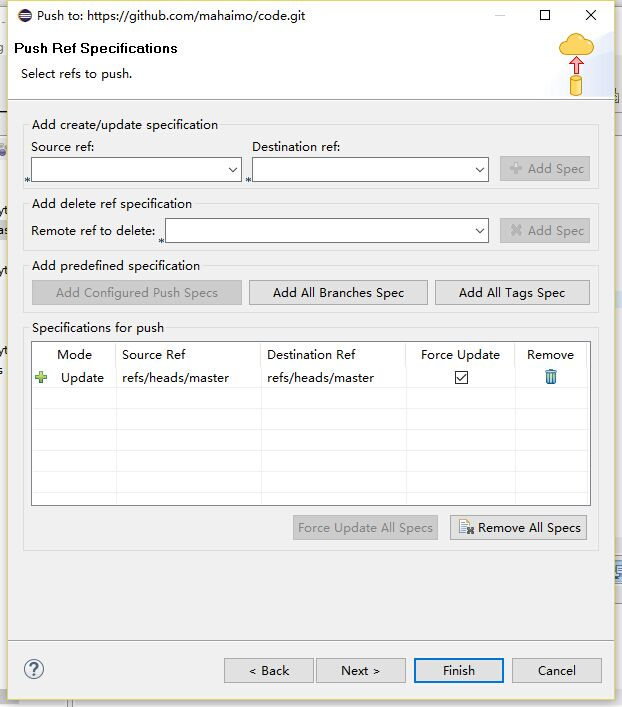 Push to: https://github.com/mahaimo/code.git
Push Ref Specifications
Select refs to push.
Add create/update specification
Source ref: Destination ref:
* * Add Spec
Add delete ref specification
Remote ref to delete: * Add Spec
Add predefined specification
Add Configured Push Specs Add All Branches Spec Add All Tags Spec
Specifications for push
Mode Source Ref Destination Ref Force Update Remove
Update refs/heads/master refs/heads/master
Force Update All Specs Remove All Specs
? < Back Next > Finish Cancel